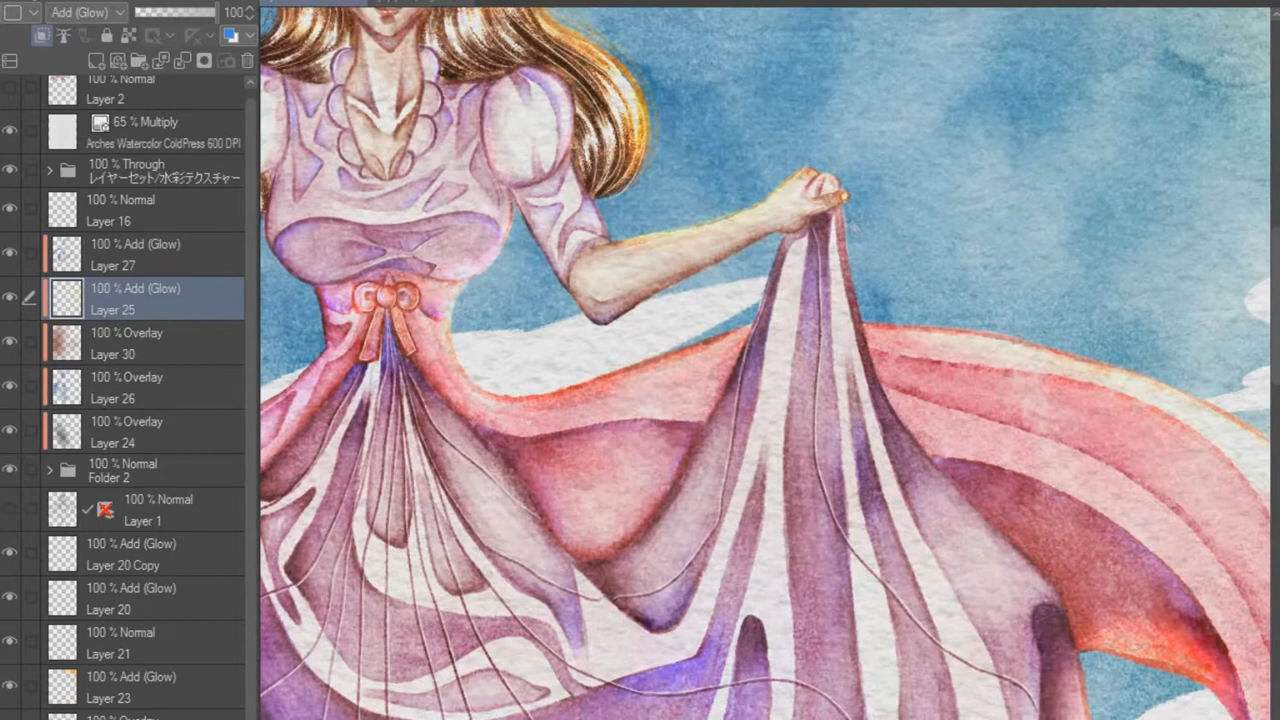 Add (Glow) 100
100 % Normal
Layer 2
65 % Multiply
Arches Watercolor ColdPress 600 DPI
100 % Through
レイヤーセット/水彩テクスチャー
100 % Normal
Layer 16
100 % Add (Glow)
Layer 27
100 % Add (Glow)
Layer 25
100 % Overlay
Layer 30
100 % Overlay
Layer 26
100 % Overlay
Layer 24
100 % Normal
Folder 2
100 % Normal
Layer 1
100 % Add (Glow)
Layer 20 Copy
100 % Add (Glow)
Layer 20
100 % Normal
Layer 21
100 % Add (Glow)
Layer 23